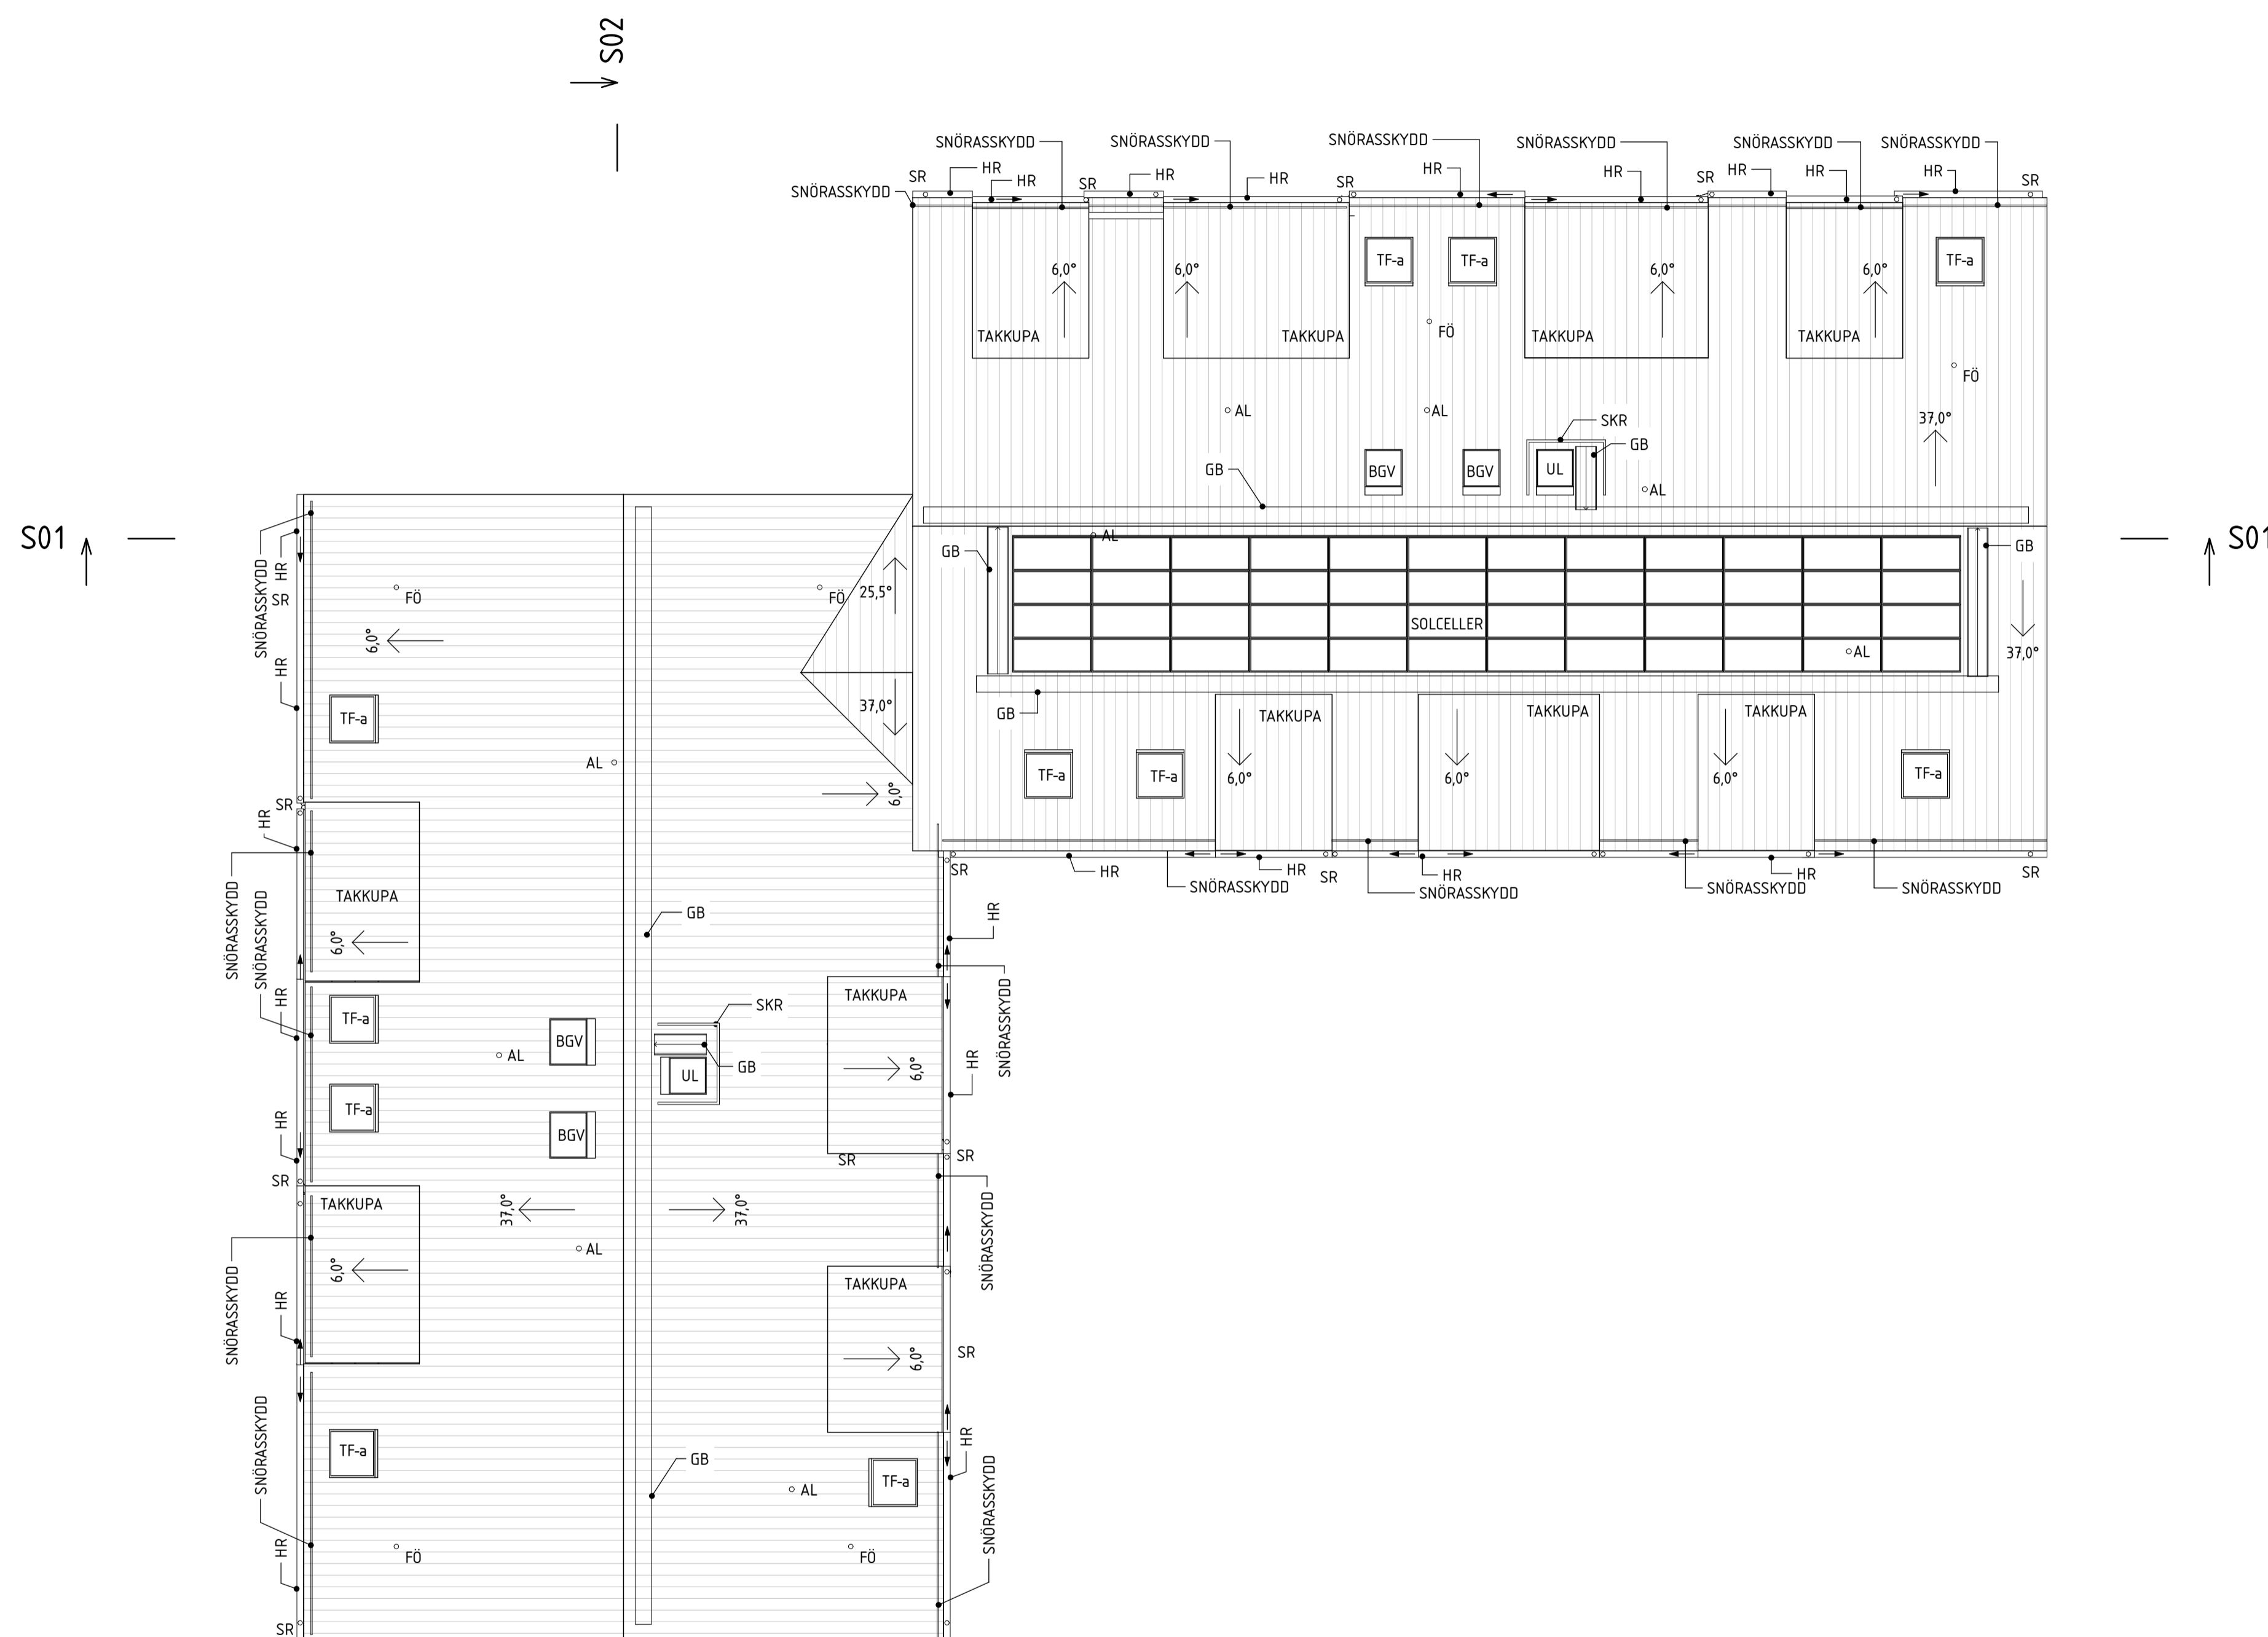 S02
SNÖRASSKYDD
SNÖRASSKYDD
SNÖRASSKYDD
SNÖRASSKYDD
SNÖRASSKYDD
SNÖRASSKYDD
SNÖRASSKYDD
SR
HR
HR
SR
HR
HR
SR
HR
HR
SR
HR
HR
HR
SR
TF-a
TF-a
TF-a
6,0°
6,0°
6,0°
6,0°
TAKKUPA
TAKKUPA
TAKKUPA
TAKKUPA
FÖ
FÖ
AL
AL
SKR
37,0°
GB
GB
BGV
BGV
UL
AL
S01
S01
AL
GB
GB
SOLCELLER
AL
37,0°
25,5°
37,0°
GB
TAKKUPA
TAKKUPA
TAKKUPA
TF-a
TF-a
6,0°
6,0°
6,0°
TF-a
SR
HR
SNÖRASSKYDD
HR
SR
HR
SNÖRASSKYDD
SNÖRASSKYDD
HR
SNÖRASSKYDD
SR
SNÖRASSKYDD
HR
SR
FÖ
FÖ
6,0°
HR
TF-a
AL
6,0°
SR
HR
SNÖRASSKYDD
SNÖRASSKYDD
TAKKUPA
6,0°
GB
HR
HR
TF-a
AL
BGV
SKR
GB
UL
TAKKUPA
6,0°
SNÖRASSKYDD
HR
TF-a
HR
BGV
SR
SR
SR
TAKKUPA
37,0°
37,0°
SNÖRASSKYDD
AL
6,0°
SNÖRASSKYDD
HR
TAKKUPA
6,0°
SR
TF-a
SNÖRASSKYDD
GB
AL
TF-a
HR
SNÖRASSKYDD
HR
FÖ
FÖ
SR